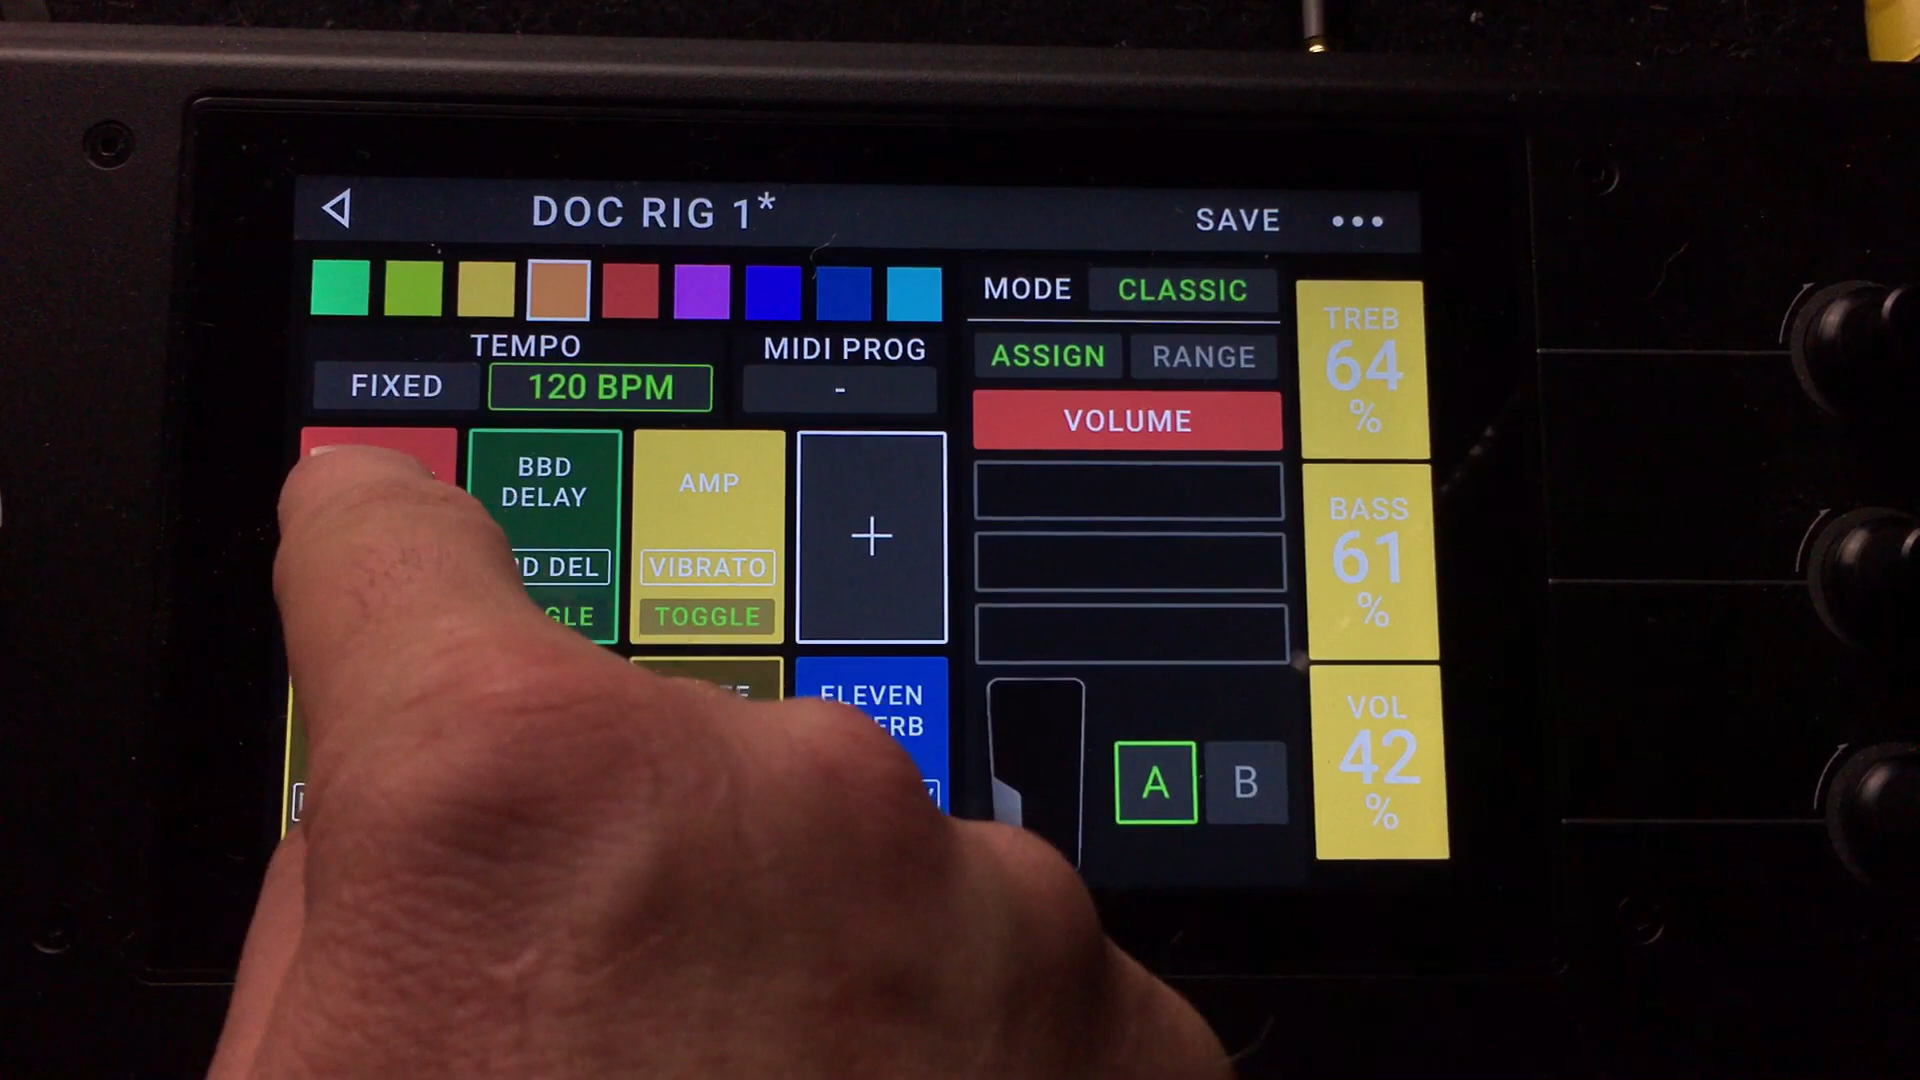 DOC RIG 1*
SAVE
MODE
CLASSIC
TEMPO
MIDI PROG
FIXED
120 BPM
-
ASSIGN
RANGE
VOLUME
BBD
DELAY
TOGGLE
AMP
VIBRATO
+
ELEVEN
A
B
TREB
64
%
BASS
61
%
VOL
42
%